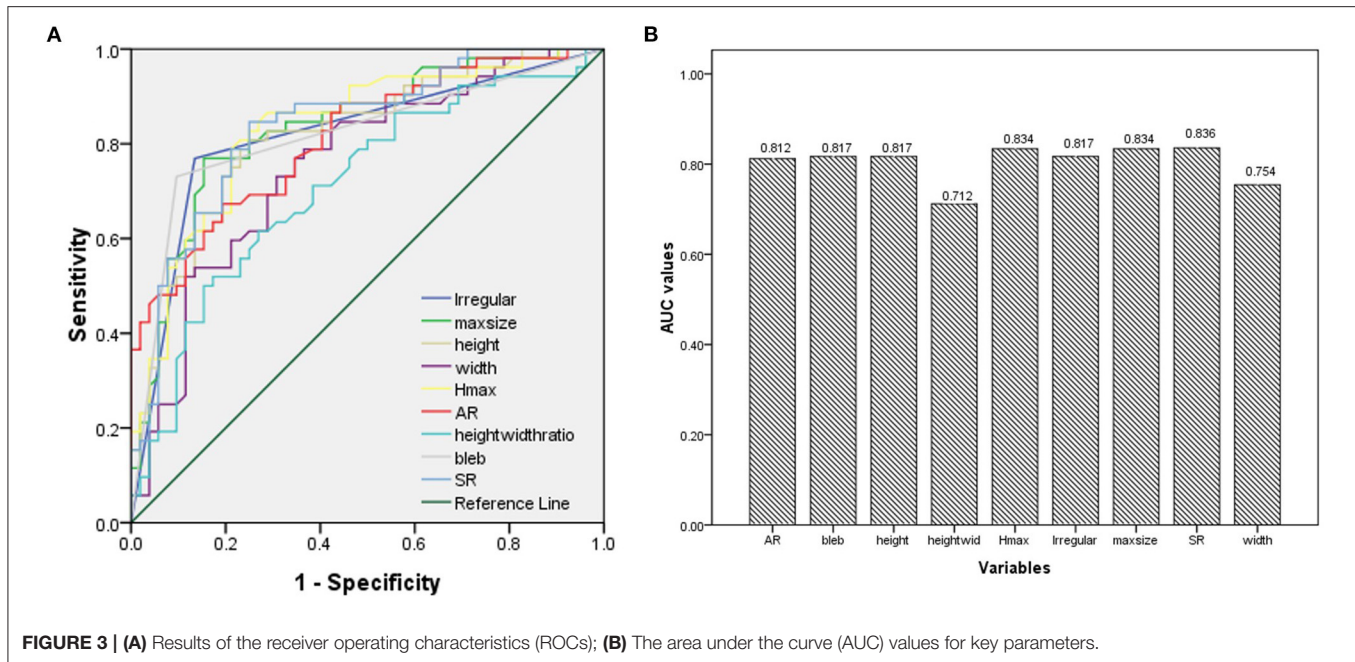 A
1.0
0.8
0.6
0.4
0.2
0.0
Sensitivity
Irregular
maxsize
height
width
Hmax
AR
heightwidthratio
bleb
SR
Reference Line
0.0 0.2 0.4 0.6 0.8 1.0
1 - Specificity
B
1.00
0.80
0.60
0.40
0.20
0.00
AUC values
0.812 0.817 0.817 0.712 0.834 0.817 0.834 0.836 0.754
AR bleb height heightwid Hmax Irregular maxsize SR width
Variables
FIGURE 3 | (A) Results of the receiver operating characteristics (ROCs); (B) The area under the curve (AUC) values for key parameters.